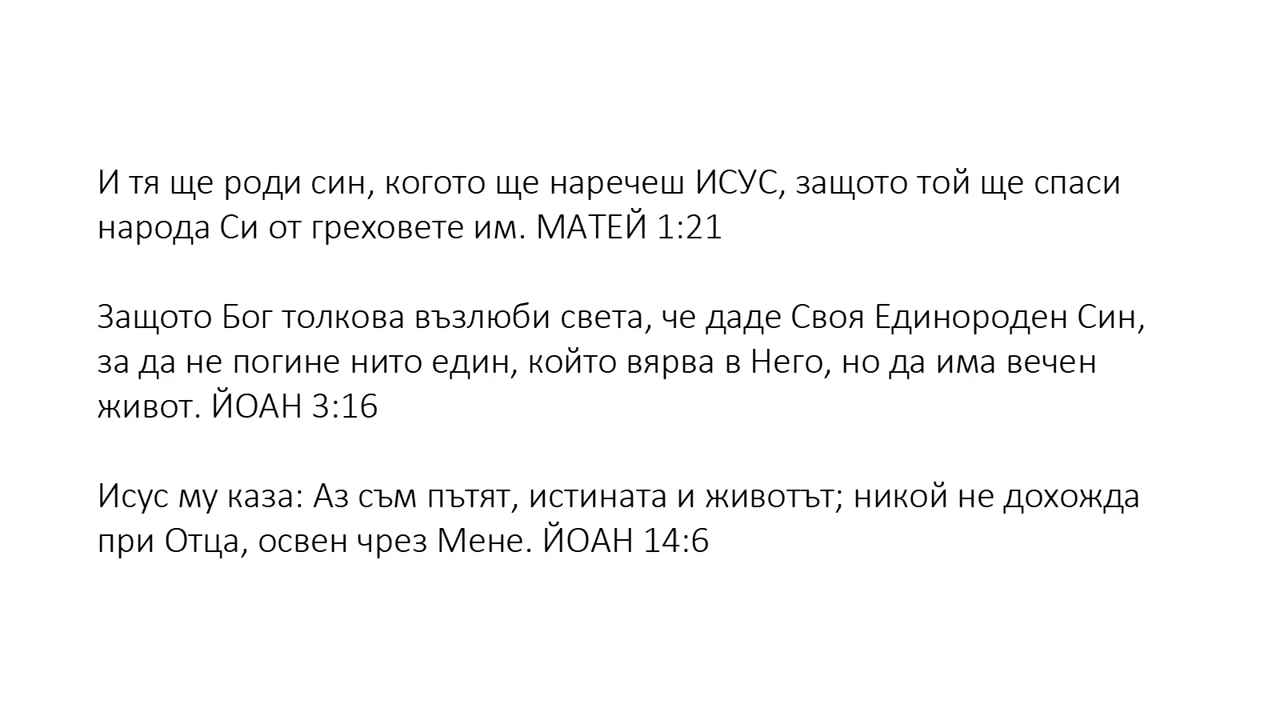 И тя ще роди син, когото ще наречеш ИСУС, защото той ще спаси
народа Си от греховете им. МАТЕЙ 1:21
Защото Бог толкова възлюби света, че даде Своя Единороден Син,
за да не погине нито един, който вярва в Него, но да има вечен
живот. ЙОАН 3:16
Исус му каза: Аз съм пътят, истината и животът; никой не дохожда
при Отца, освен чрез Мене. ЙОАН 14:6